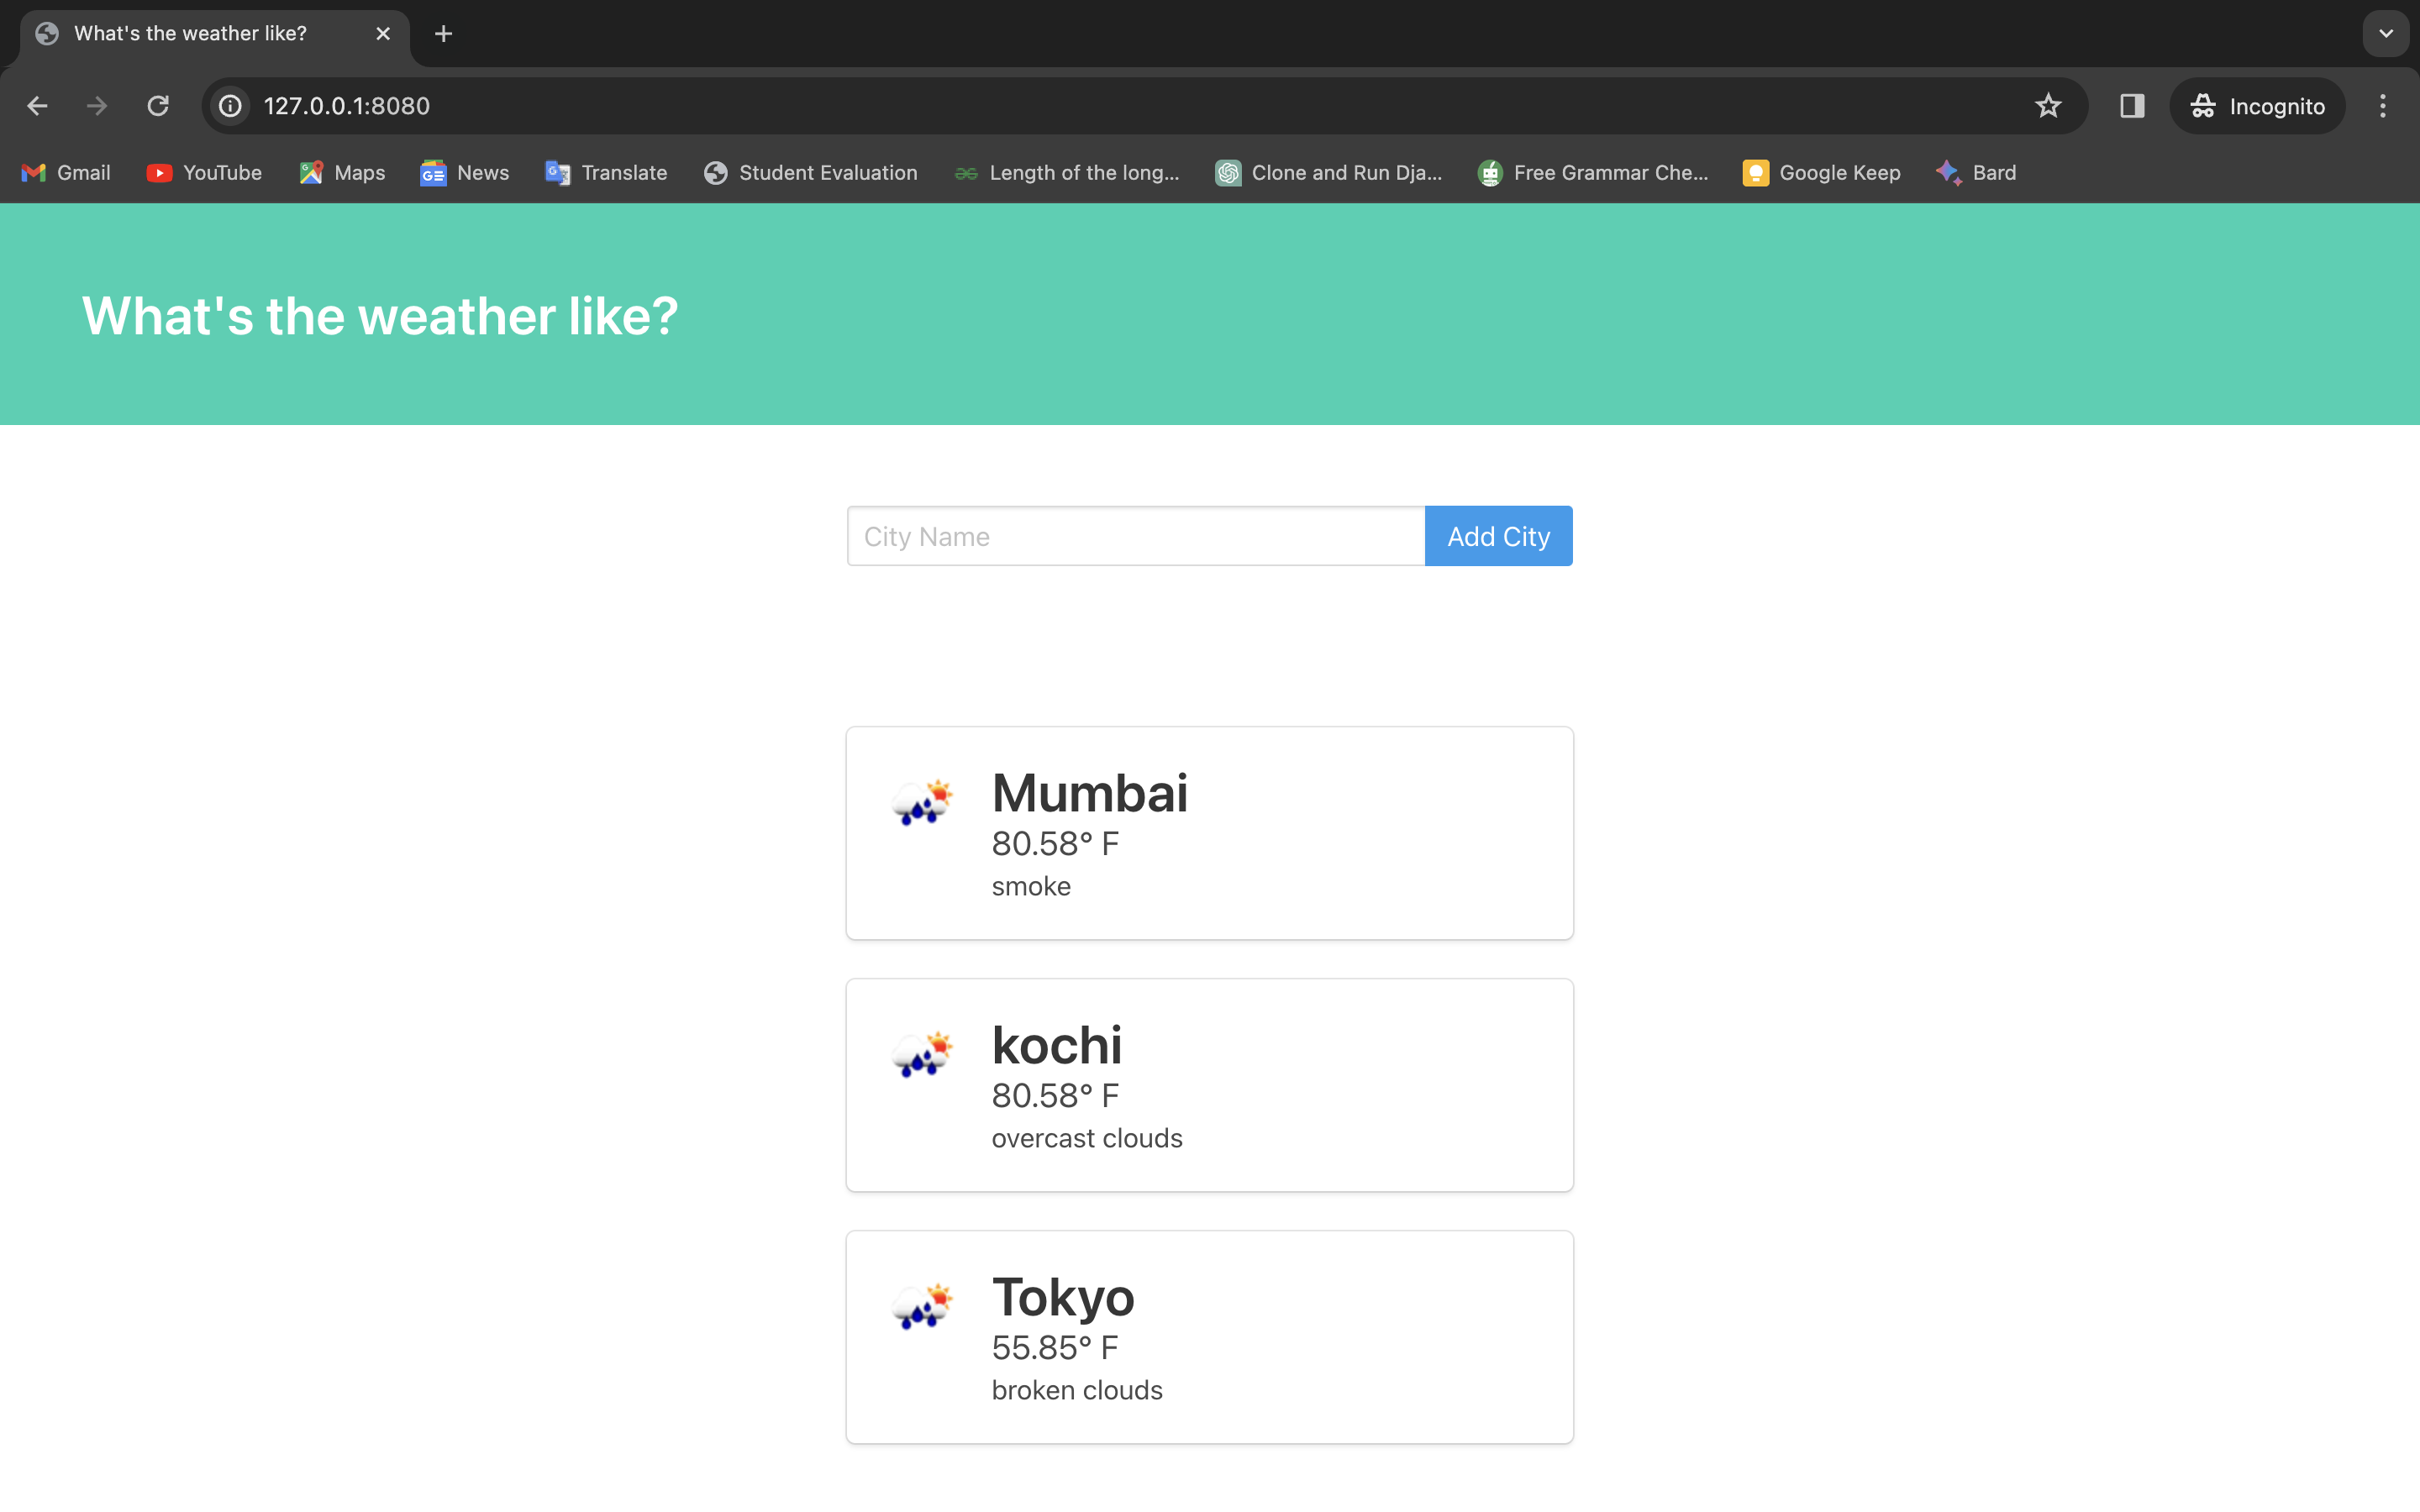 What's the weather like?
127.0.0.1:8080
Incognito
Gmail YouTube Maps News Translate Student Evaluation Length of the long... Clone and Run Dja... Free Grammar Che... Google Keep Bard
What's the weather like?
City Name Add City
Mumbai
80.58° F
smoke
kochi
80.58° F
overcast clouds
Tokyo
55.85° F
broken clouds